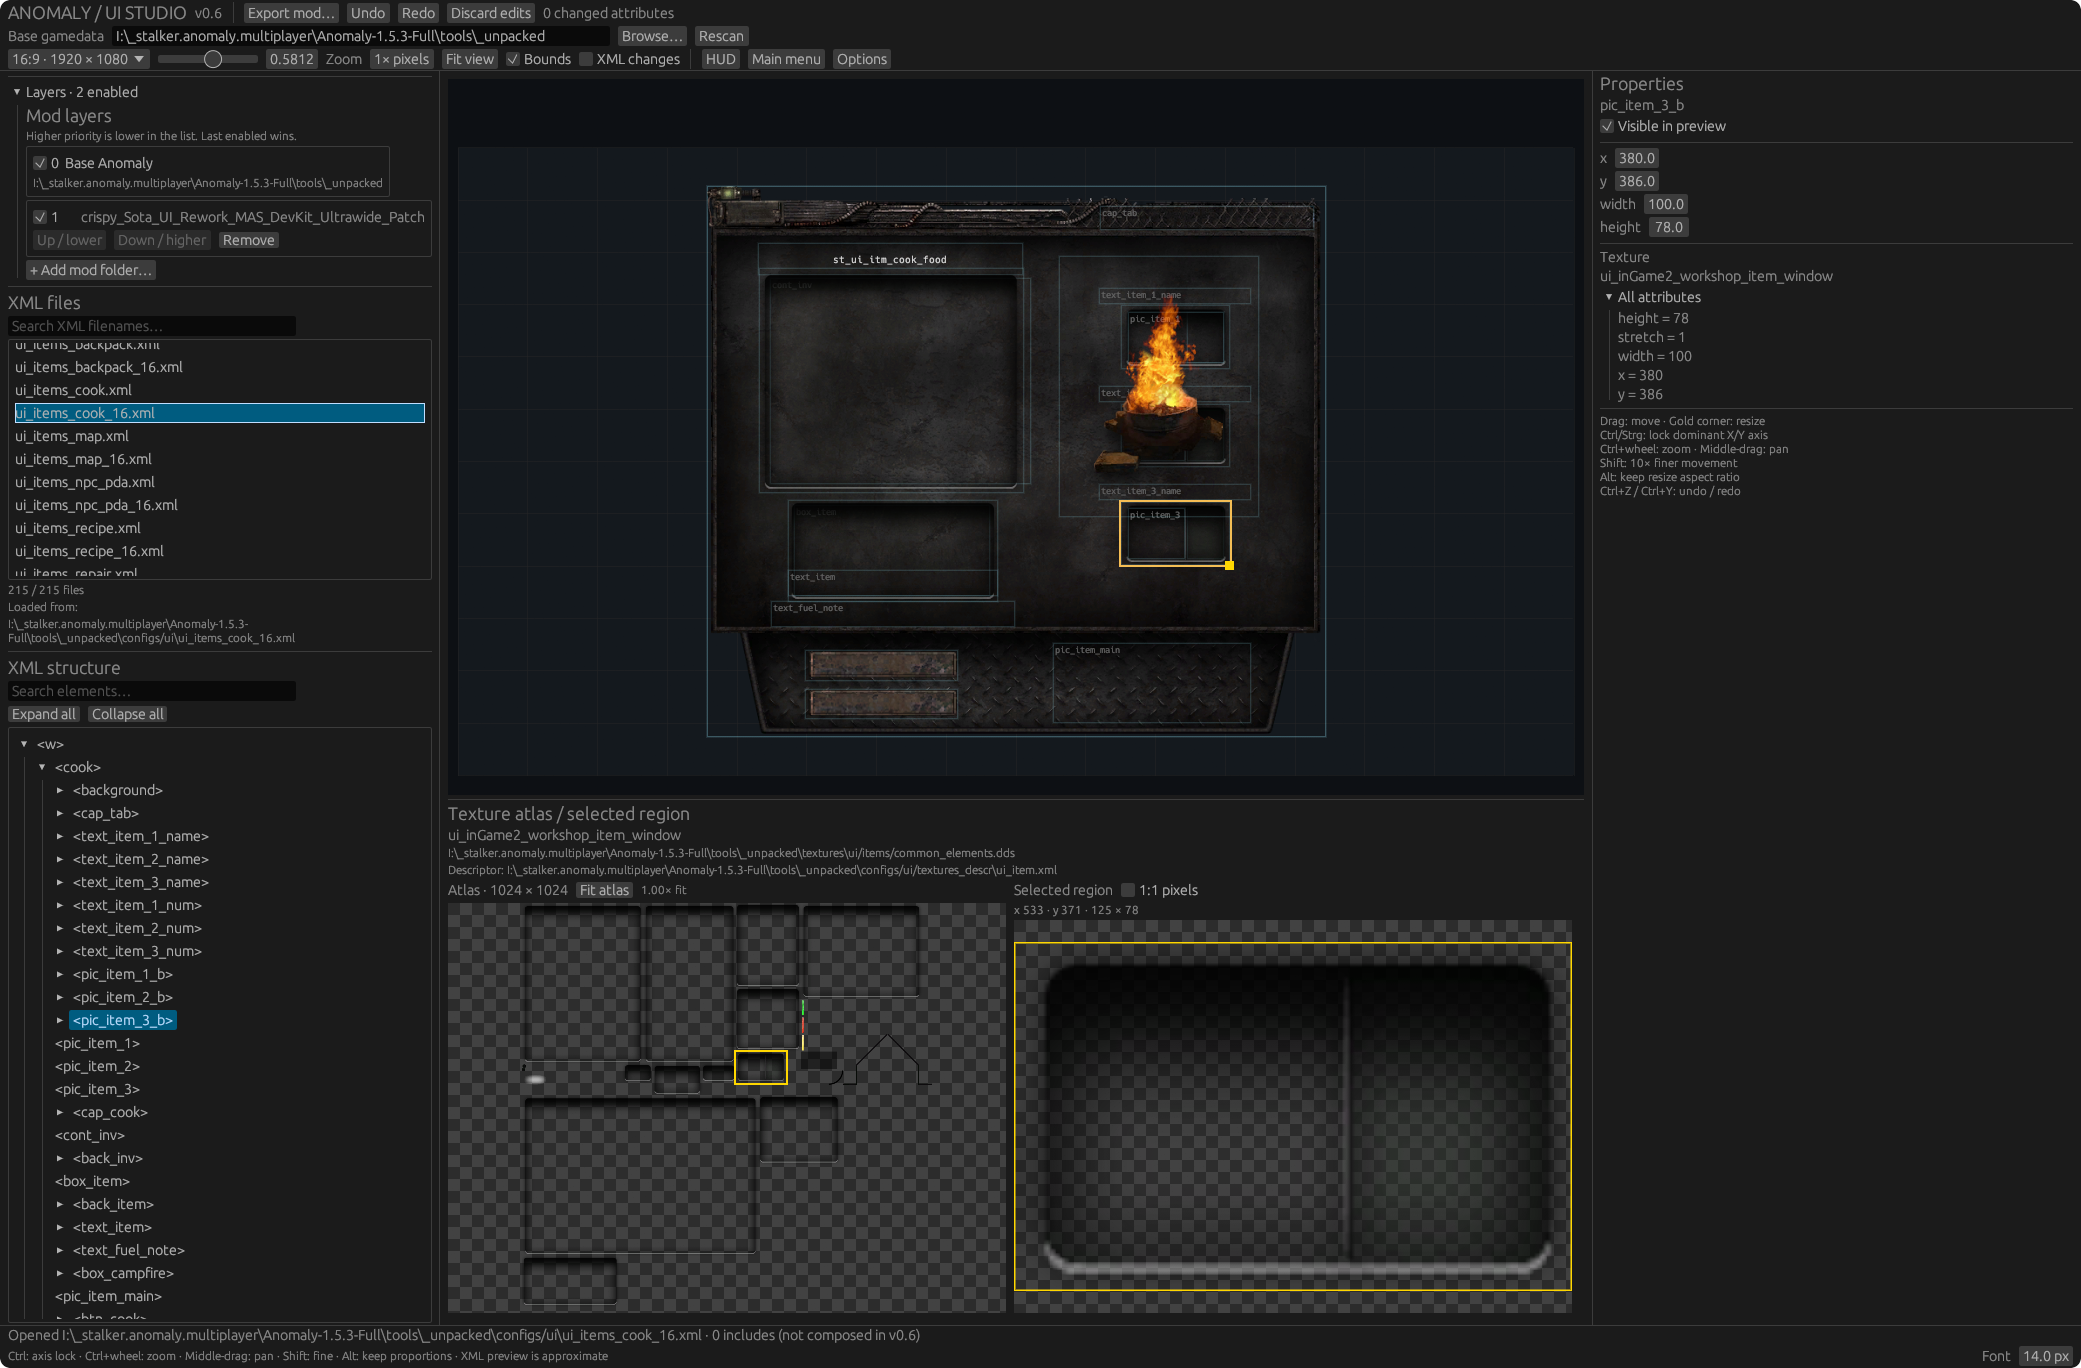 ANOMALY / UI STUDIO v0.6 Export mod… Undo Redo Discard edits 0 changed attributes
Base gamedata I:\_stalker.anomaly.multiplayer\Anomaly-1.5.3-Full\tools\_unpacked Browse… Rescan
16:9 · 1920 × 1080 0.5812 Zoom 1× pixels Fit view Bounds XML changes HUD Main menu Options
Layers · 2 enabled
Mod layers
Higher priority is lower in the list. Last enabled wins.
0 Base Anomaly
I:\_stalker.anomaly.multiplayer\Anomaly-1.5.3-Full\tools\_unpacked
1 crispy_Sota_UI_Rework_MAS_DevKit_Ultrawide_Patch
Up / lower Down / higher Remove
+ Add mod folder…
XML files
Search XML filenames…
ui_items_backpack.xml
ui_items_backpack_16.xml
ui_items_cook.xml
ui_items_cook_16.xml
ui_items_map.xml
ui_items_map_16.xml
ui_items_npc_pda.xml
ui_items_npc_pda_16.xml
ui_items_recipe.xml
ui_items_recipe_16.xml
ui_items_repair.xml
215 / 215 files
Loaded from:
I:\_stalker.anomaly.multiplayer\Anomaly-1.5.3-
Full\tools\_unpacked\configs/ui\ui_items_cook_16.xml
XML structure
Search elements…
Expand all Collapse all
<w>
<cook>
<background>
<cap_tab>
<text_item_1_name>
<text_item_2_name>
<text_item_3_name>
<text_item_1_num>
<text_item_2_num>
<text_item_3_num>
<pic_item_1_b>
<pic_item_2_b>
<pic_item_3_b>
<pic_item_1>
<pic_item_2>
<pic_item_3>
<cap_cook>
<cont_inv>
<back_inv>
<box_item>
<back_item>
<text_item>
<text_fuel_note>
<box_campfire>
<pic_item_main>
<btn_cook>
cap_tab
st_ui_itm_cook_food
cont_inv
text_item_1_name
pic_item_1
text_item_3_name
pic_item_3
box_item
text_item
text_fuel_note
pic_item_main
Texture atlas / selected region
ui_inGame2_workshop_item_window
I:\_stalker.anomaly.multiplayer\Anomaly-1.5.3-Full\tools\_unpacked\textures\ui/items/common_elements.dds
Descriptor: I:\_stalker.anomaly.multiplayer\Anomaly-1.5.3-Full\tools\_unpacked\configs/ui/textures_descr\ui_item.xml
Atlas · 1024 × 1024 Fit atlas 1.00× fit
Selected region 1:1 pixels
x 533 · y 371 · 125 × 78
Properties
pic_item_3_b
Visible in preview
x 380.0
y 386.0
width 100.0
height 78.0
Texture
ui_inGame2_workshop_item_window
All attributes
height = 78
stretch = 1
width = 100
x = 380
y = 386
Drag: move · Gold corner: resize
Ctrl/Strg: lock dominant X/Y axis
Ctrl+wheel: zoom · Middle-drag: pan
Shift: 10× finer movement
Alt: keep resize aspect ratio
Ctrl+Z / Ctrl+Y: undo / redo
Opened I:\_stalker.anomaly.multiplayer\Anomaly-1.5.3-Full\tools\_unpacked\configs/ui\ui_items_cook_16.xml · 0 includes (not composed in v0.6)
Ctrl: axis lock · Ctrl+wheel: zoom · Middle-drag: pan · Shift: fine · Alt: keep proportions · XML preview is approximate
Font 14.0 px